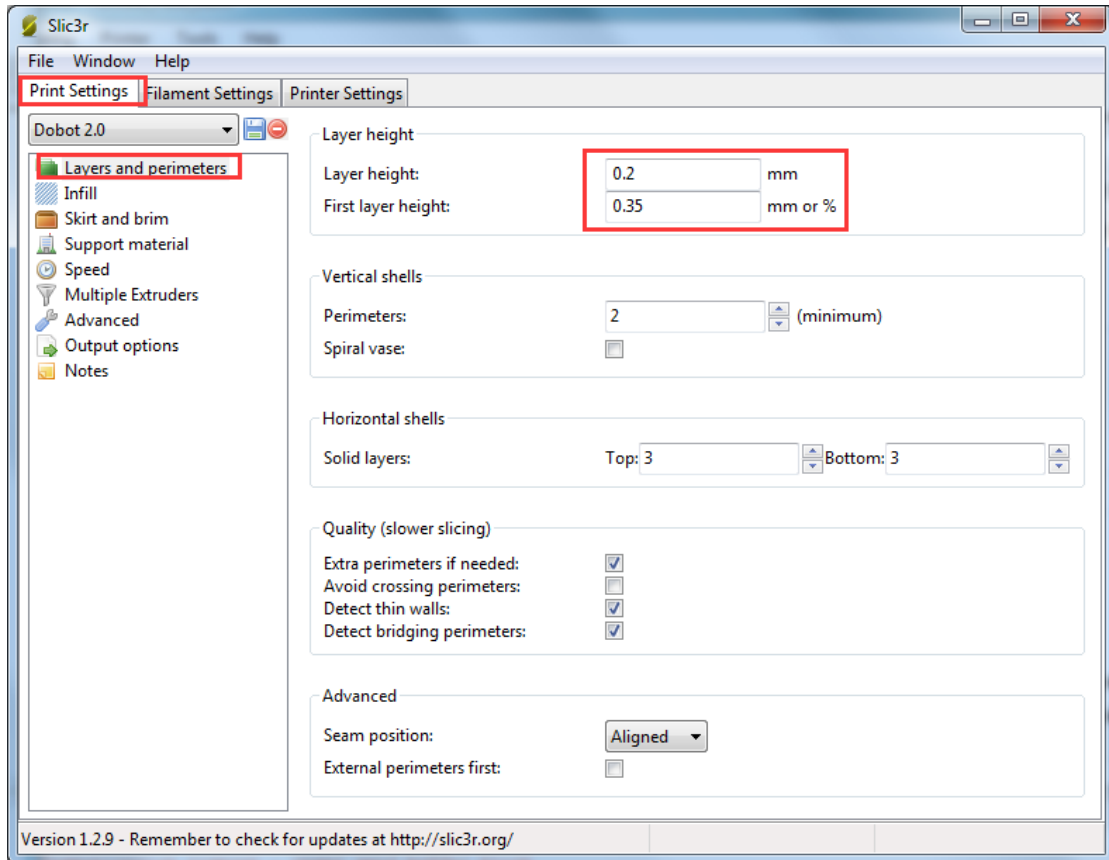 Slic3r
File Window Help
Print Settings Filament Settings Printer Settings
Dobot 2.0
Layers and perimeters
Infill
Skirt and brim
Support material
Speed
Multiple Extruders
Advanced
Output options
Notes
Layer height
Layer height: 0.2 mm
First layer height: 0.35 mm or %
Vertical shells
Perimeters: 2 (minimum)
Spiral vase:
Horizontal shells
Solid layers: Top: 3 Bottom: 3
Quality (slower slicing)
Extra perimeters if needed:
Avoid crossing perimeters:
Detect thin walls:
Detect bridging perimeters:
Advanced
Seam position: Aligned
External perimeters first:
Version 1.2.9 - Remember to check for updates at http://slic3r.org/